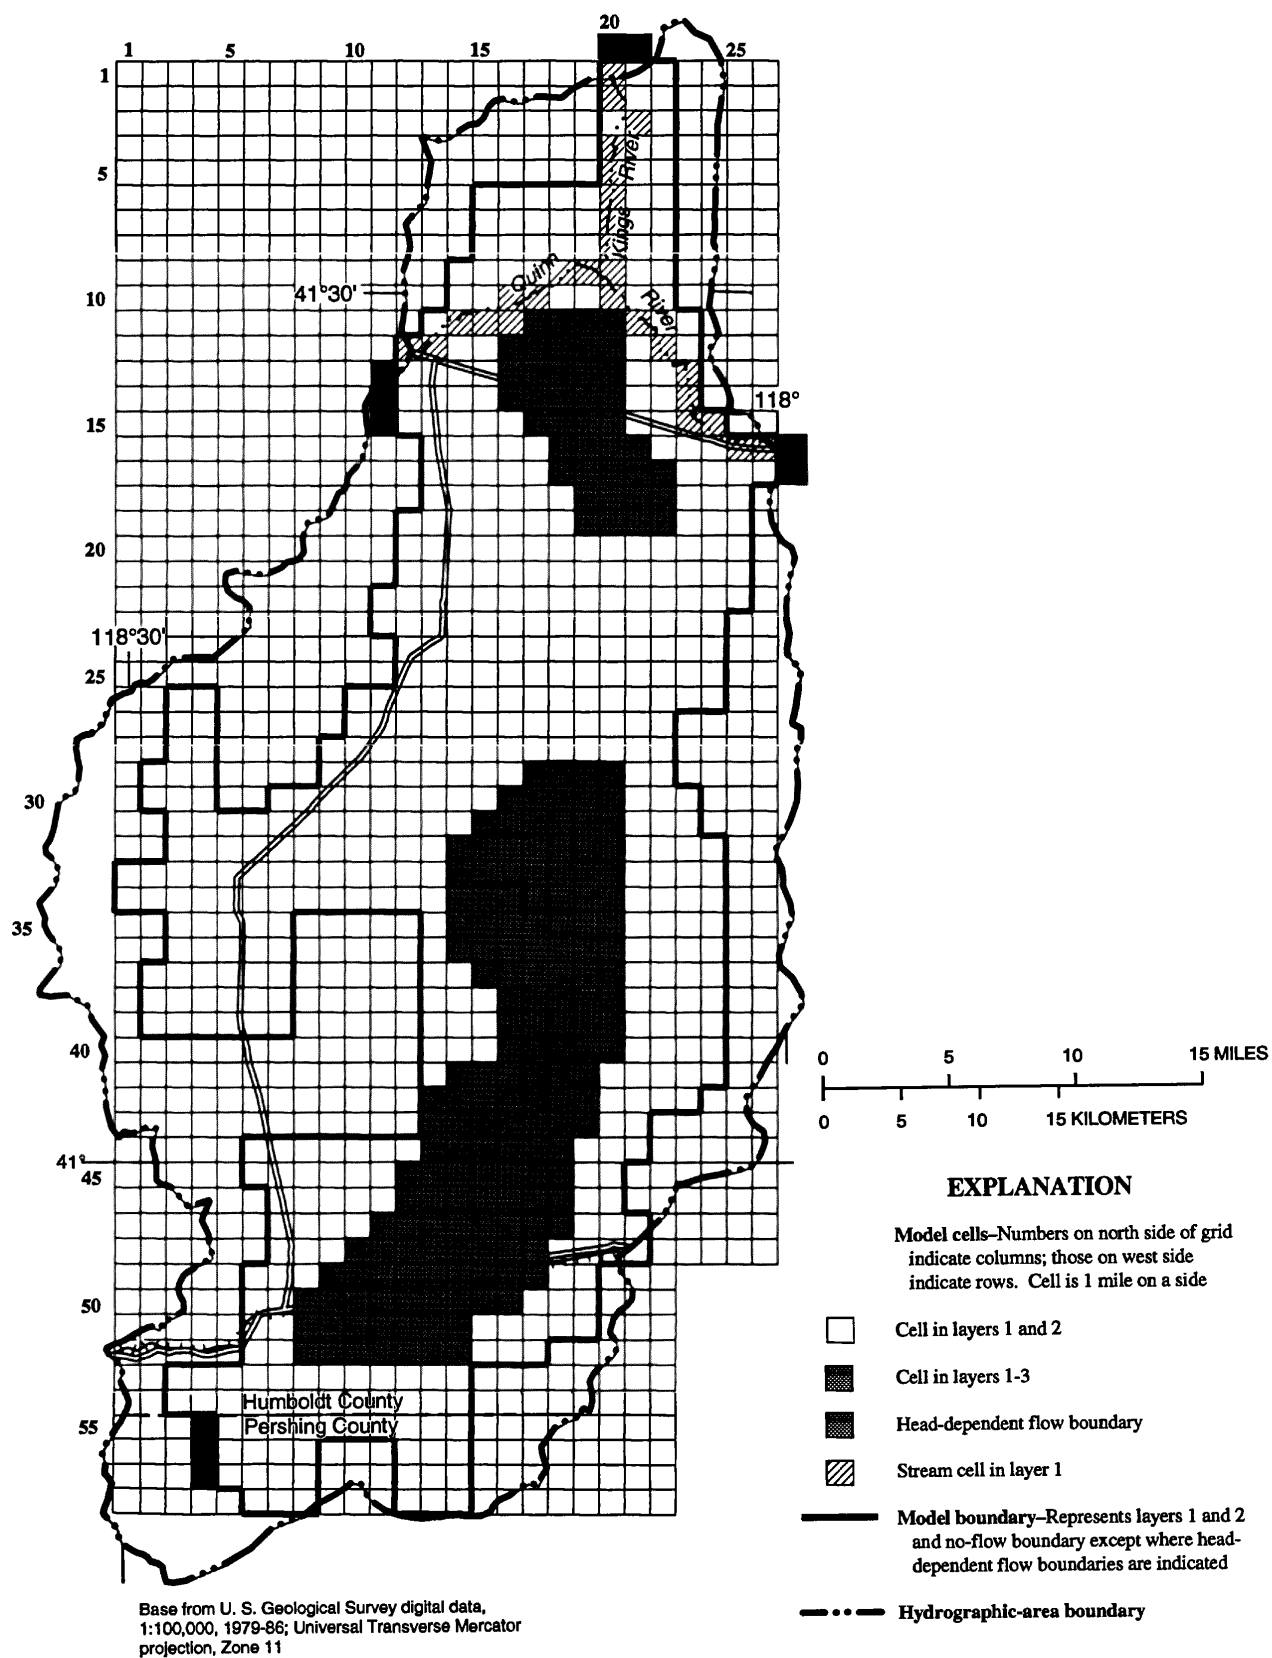 20
1 5 10 15 25
1
5
Kings River
Quinn River
41°30'
10
118°
15
20
118°30'
25
30
35
40
41°
45
50
Humboldt County
Pershing County
55
0 5 10 15 MILES
0 5 10 15 KILOMETERS
EXPLANATION
Model cells–Numbers on north side of grid
indicate columns; those on west side
indicate rows. Cell is 1 mile on a side
Cell in layers 1 and 2
Cell in layers 1-3
Head-dependent flow boundary
Stream cell in layer 1
Model boundary–Represents layers 1 and 2
and no-flow boundary except where head-
dependent flow boundaries are indicated
Hydrographic-area boundary
Base from U. S. Geological Survey digital data,
1:100,000, 1979-86; Universal Transverse Mercator
projection, Zone 11